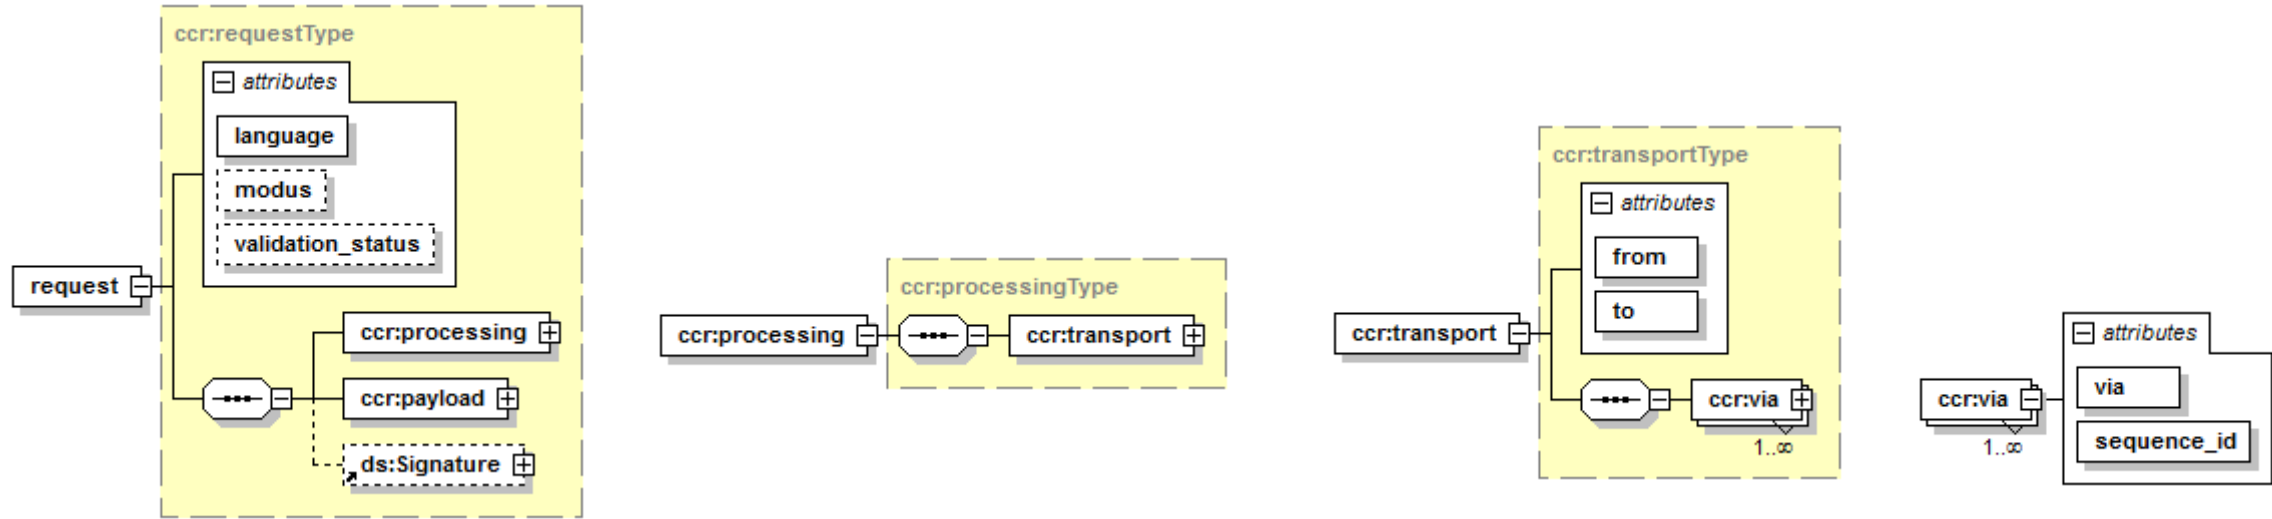 ccr:requestType
attributes
language
modus
validation_status
request
ccr:processing
ccr:payload
ds:Signature
ccr:processingType
ccr:processing
ccr:transport
ccr:transportType
attributes
from
to
ccr:transport
ccr:via
1..∞
attributes
via
ccr:via
sequence_id
1..∞